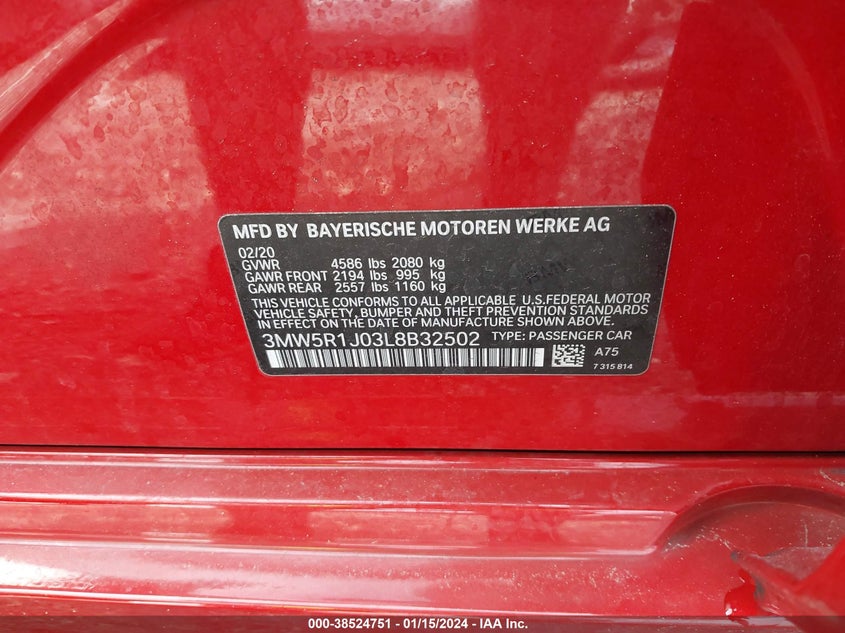 MFD BY BAYERISCHE MOTOREN WERKE AG
02/20
GVWR 4586 lbs 2080 kg
GAWR FRONT 2194 lbs 995 kg
GAWR REAR 2557 lbs 1160 kg
THIS VEHICLE CONFORMS TO ALL APPLICABLE U.S.FEDERAL MOTOR
VEHICLE SAFETY, BUMPER AND THEFT PREVENTION STANDARDS
IN EFFECT ON THE DATE OF MANUFACTURE SHOWN ABOVE.
3MW5R1J03L8B32502 TYPE: PASSENGER CAR
A75
7 315 814
000-38524751 - 01/15/2024 - IAA Inc.